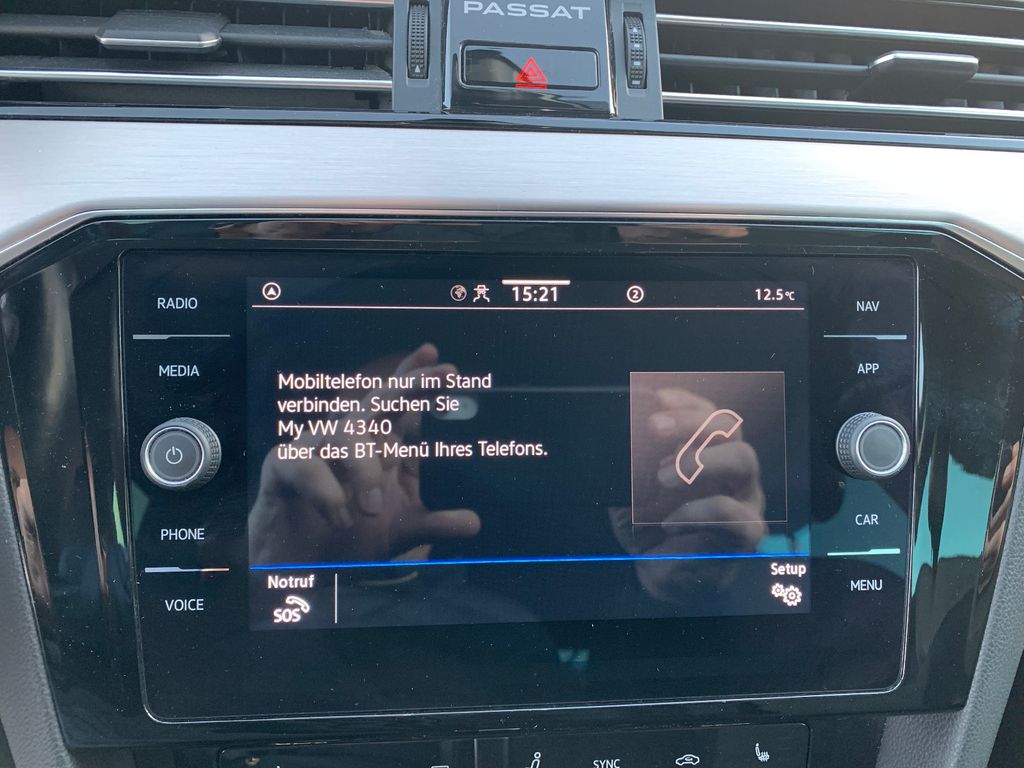 PASSAT
RADIO
MEDIA
PHONE
VOICE
15:21
2
12.5°C
Mobiltelefon nur im Stand
verbinden. Suchen Sie
My VW 4340
über das BT-Menü Ihres Telefons.
Notruf
SOS
Setup
NAV
APP
CAR
MENU
SYNC